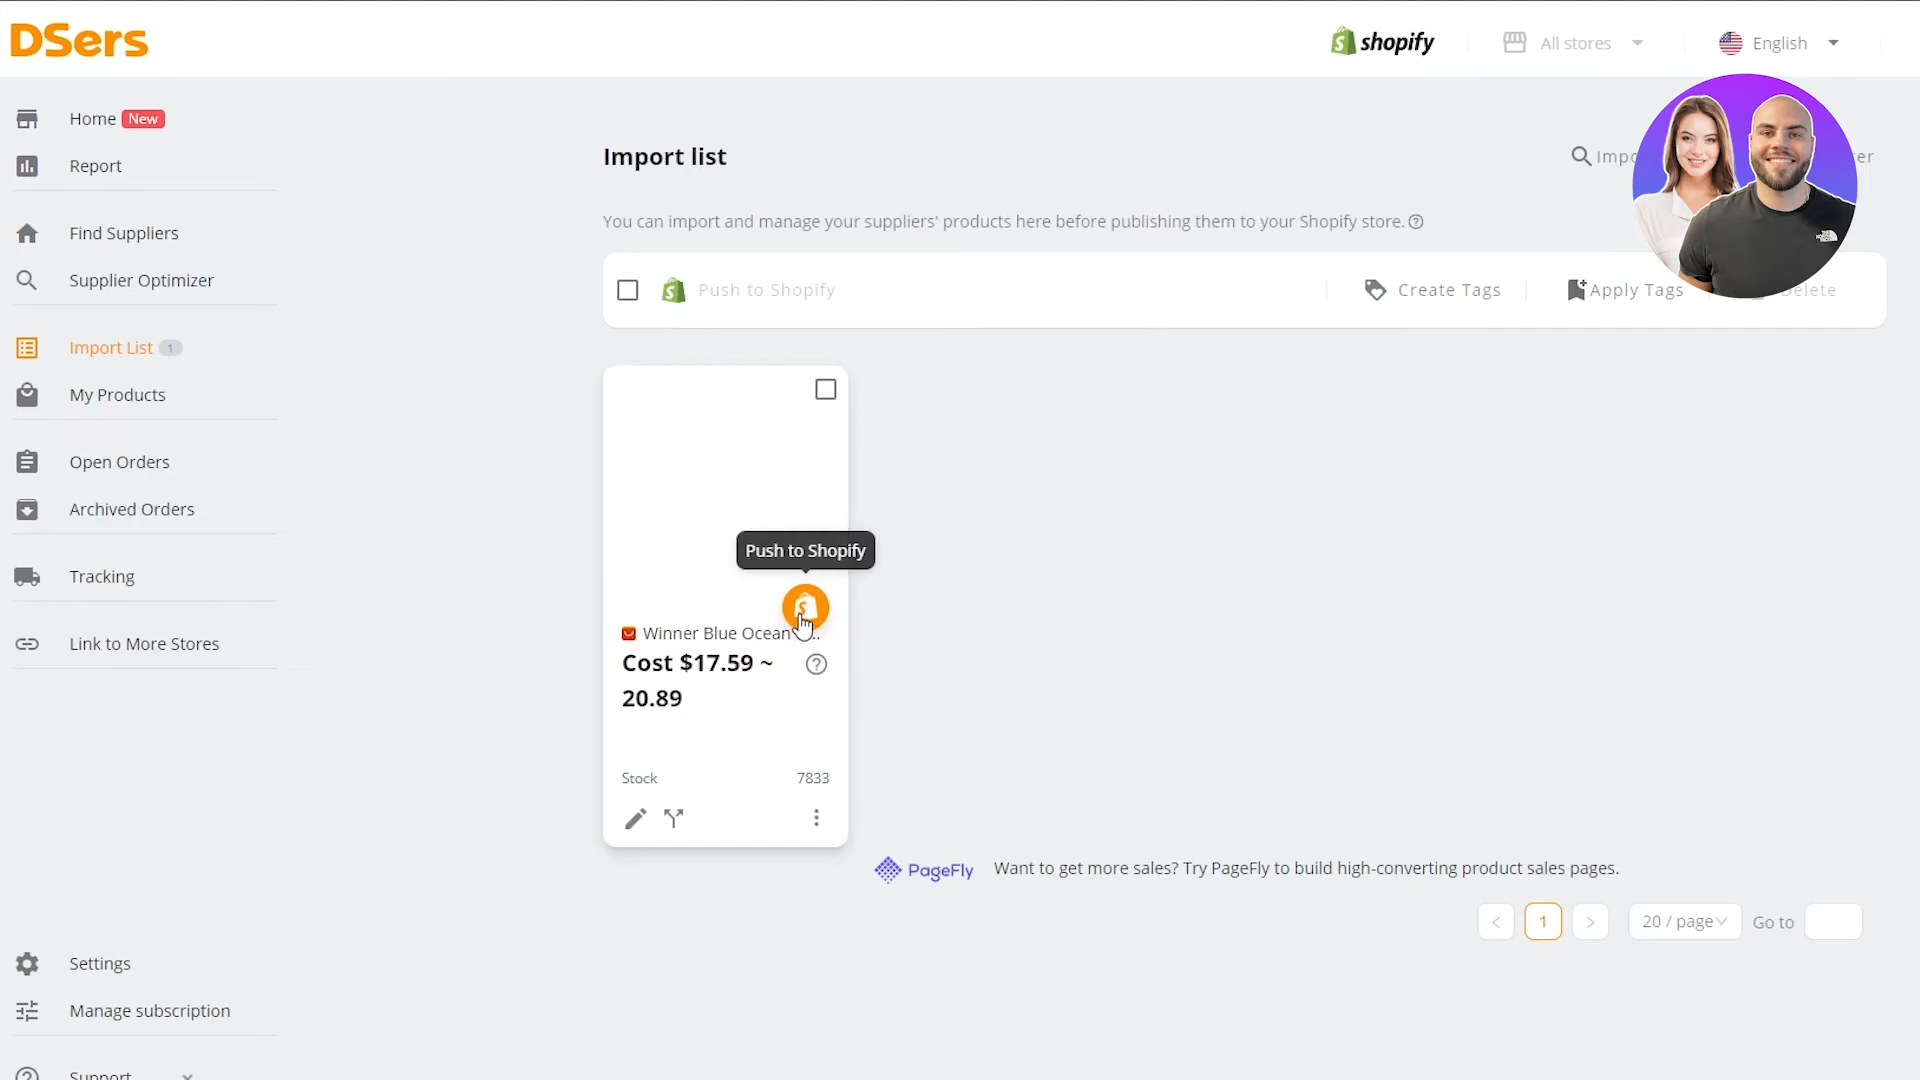 DSers
shopify
All stores
English
Home New
Report
Find Suppliers
Supplier Optimizer
Import List 1
My Products
Open Orders
Archived Orders
Tracking
Link to More Stores
Settings
Manage subscription
Support
Import list
You can import and manage your suppliers' products here before publishing them to your Shopify store.
Push to Shopify
Create Tags
Apply Tags
Delete
Push to Shopify
Winner Blue Ocean
Cost $17.59 ~
20.89
Stock 7833
PageFly Want to get more sales? Try PageFly to build high-converting product sales pages.
< 1 > 20 / page Go to